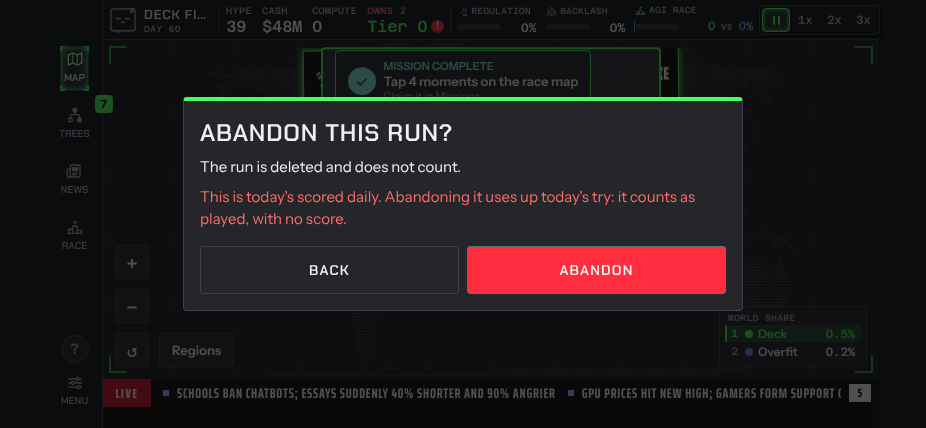 DECK FI...
DAY 60
HYPE
39
CASH
$48M
COMPUTE
0
OWNS 2
Tier 0
REGULATION
0%
BACKLASH
0%
AGI RACE
0 vs 0%
1x
2x
3x
MAP
7
TREES
NEWS
RACE
?
MENU
MISSION COMPLETE
Tap 4 moments on the race map
Claim it in Missions
ABANDON THIS RUN?
The run is deleted and does not count.
This is today's scored daily. Abandoning it uses up today's try: it counts as
played, with no score.
BACK
ABANDON
+
−
Regions
WORLD SHARE
1 Deck 0.5%
2 Overfit 0.2%
LIVE
SCHOOLS BAN CHATBOTS; ESSAYS SUDDENLY 40% SHORTER AND 90% ANGRIER
GPU PRICES HIT NEW HIGH; GAMERS FORM SUPPORT
5